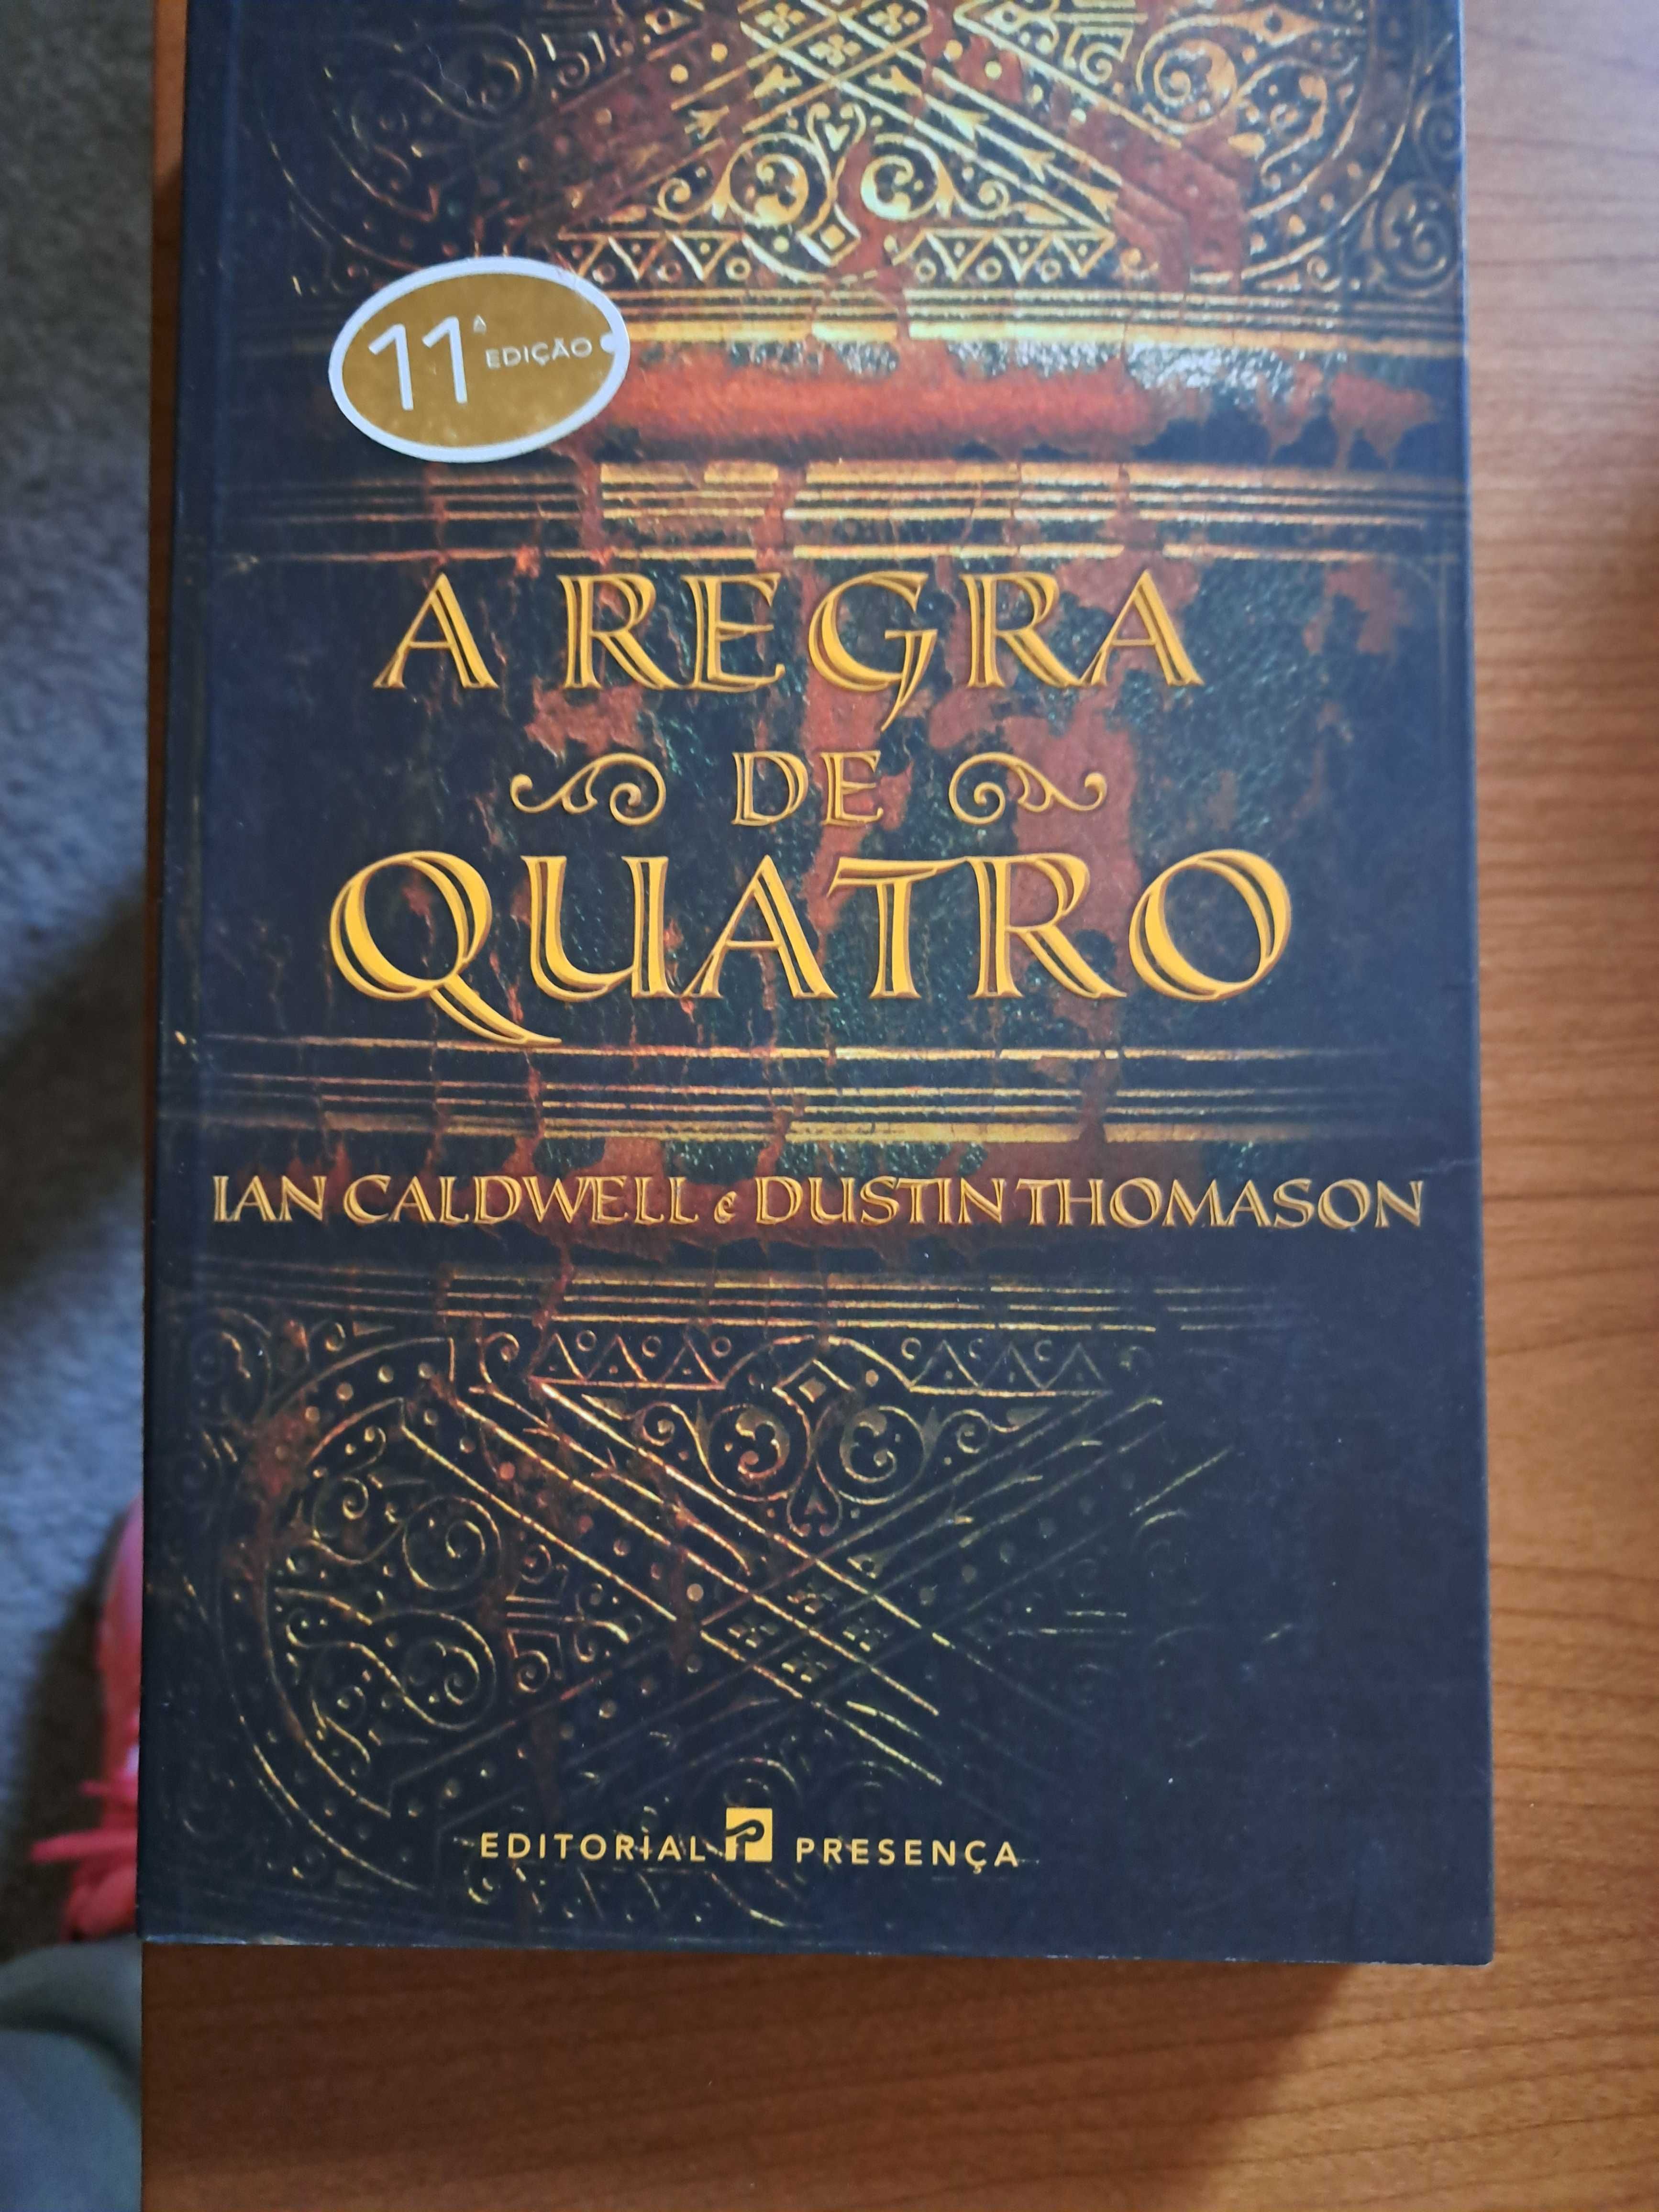 11ª EDIÇÃO
A REGRA
DE
QUATRO
IAN CALDWELL e DUSTIN THOMASON
EDITORIAL PRESENÇA